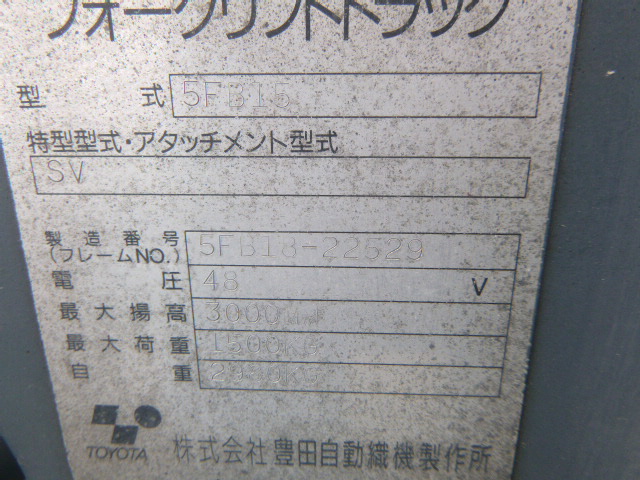 フォークリフトトラック
型 式 5FB15
特型型式・アタッチメント型式
SV
製造番号 (フレームNO.) 5FB18-22629
電 圧 48 V
最大揚高 3000
最大荷重 1500
自 重
TOYOTA 株式会社豊田自動織機製作所